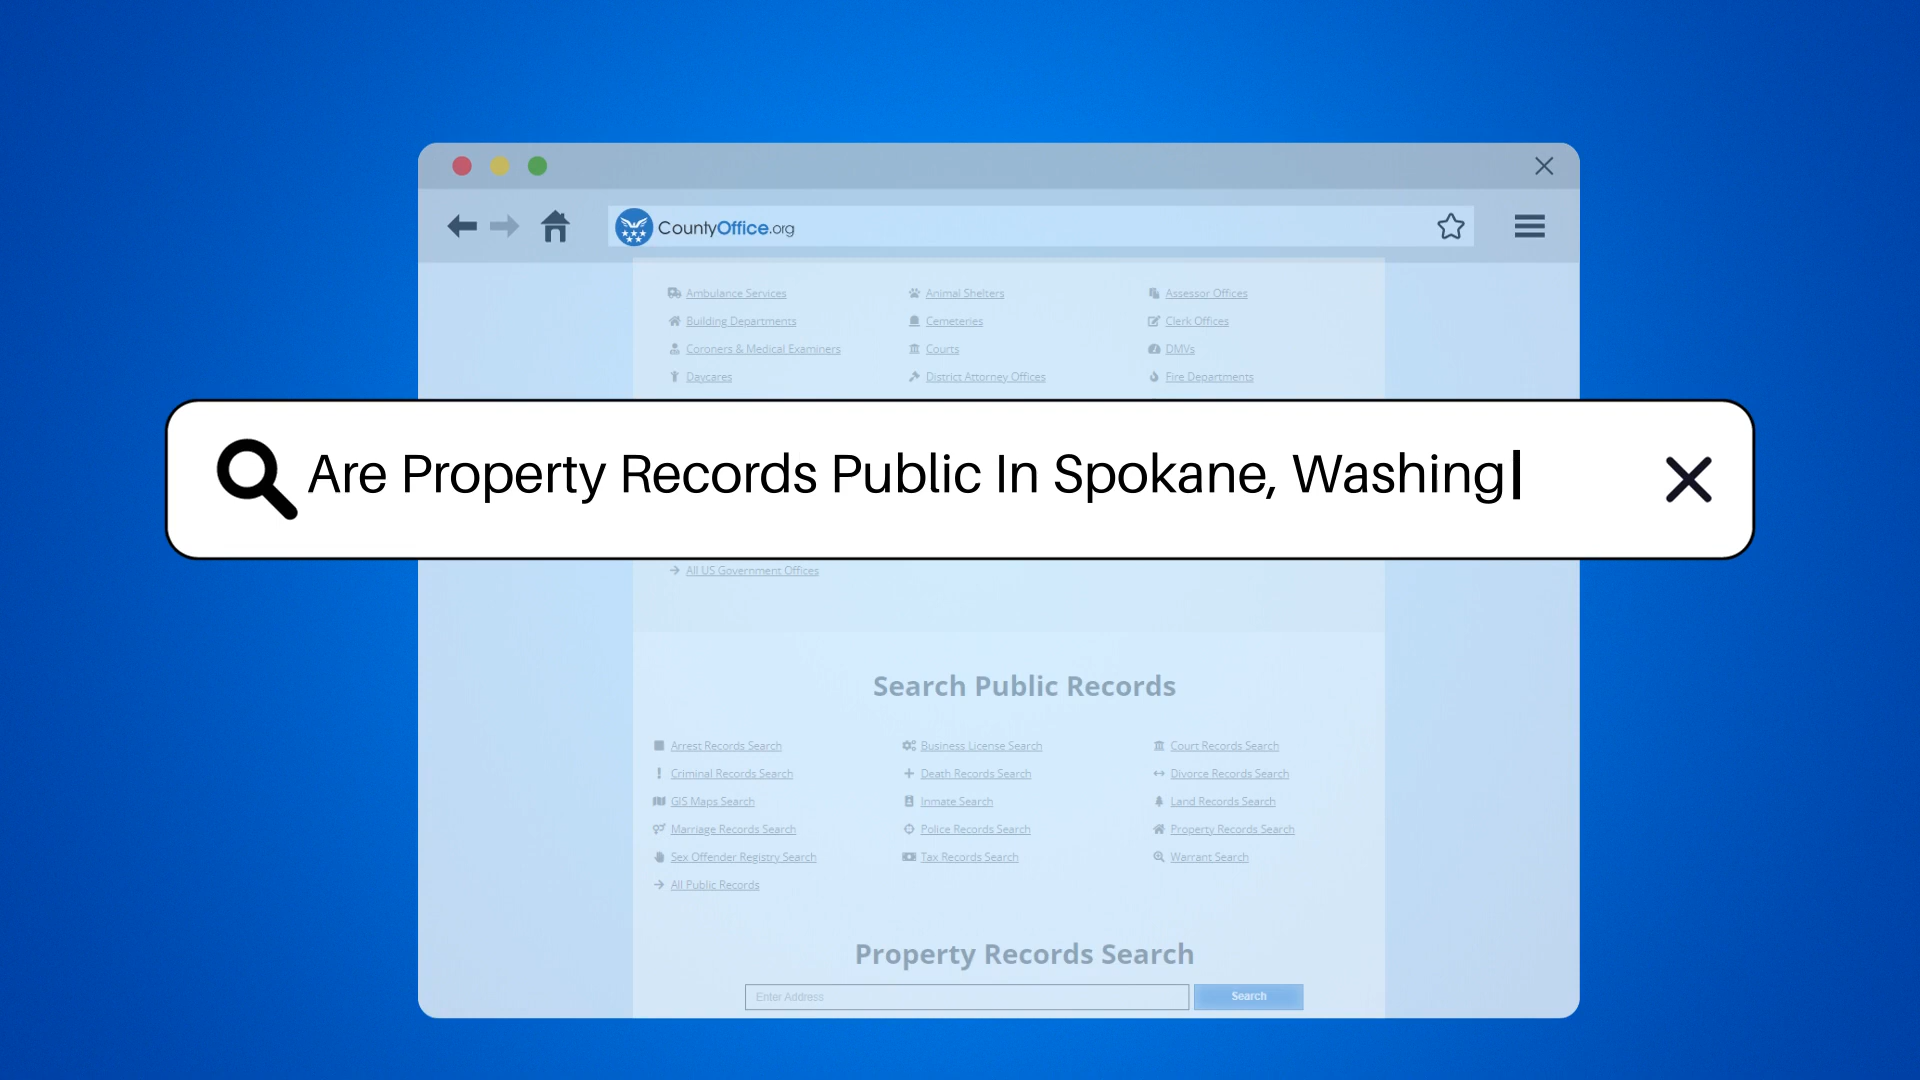 CountyOffice.org
Ambulance Services Animal Shelters Assessor Offices
Building Departments Cemeteries Clerk Offices
Coroners & Medical Examiners Courts DMVs
Daycares District Attorney Offices Fire Departments
Are Property Records Public In Spokane, Washing
All US Government Offices
Search Public Records
Arrest Records Search Business License Search Court Records Search
Criminal Records Search Death Records Search Divorce Records Search
GIS Maps Search Inmate Search Land Records Search
Marriage Records Search Police Records Search Property Records Search
Sex Offender Registry Search Tax Records Search Warrant Search
All Public Records
Property Records Search
Enter Address Search